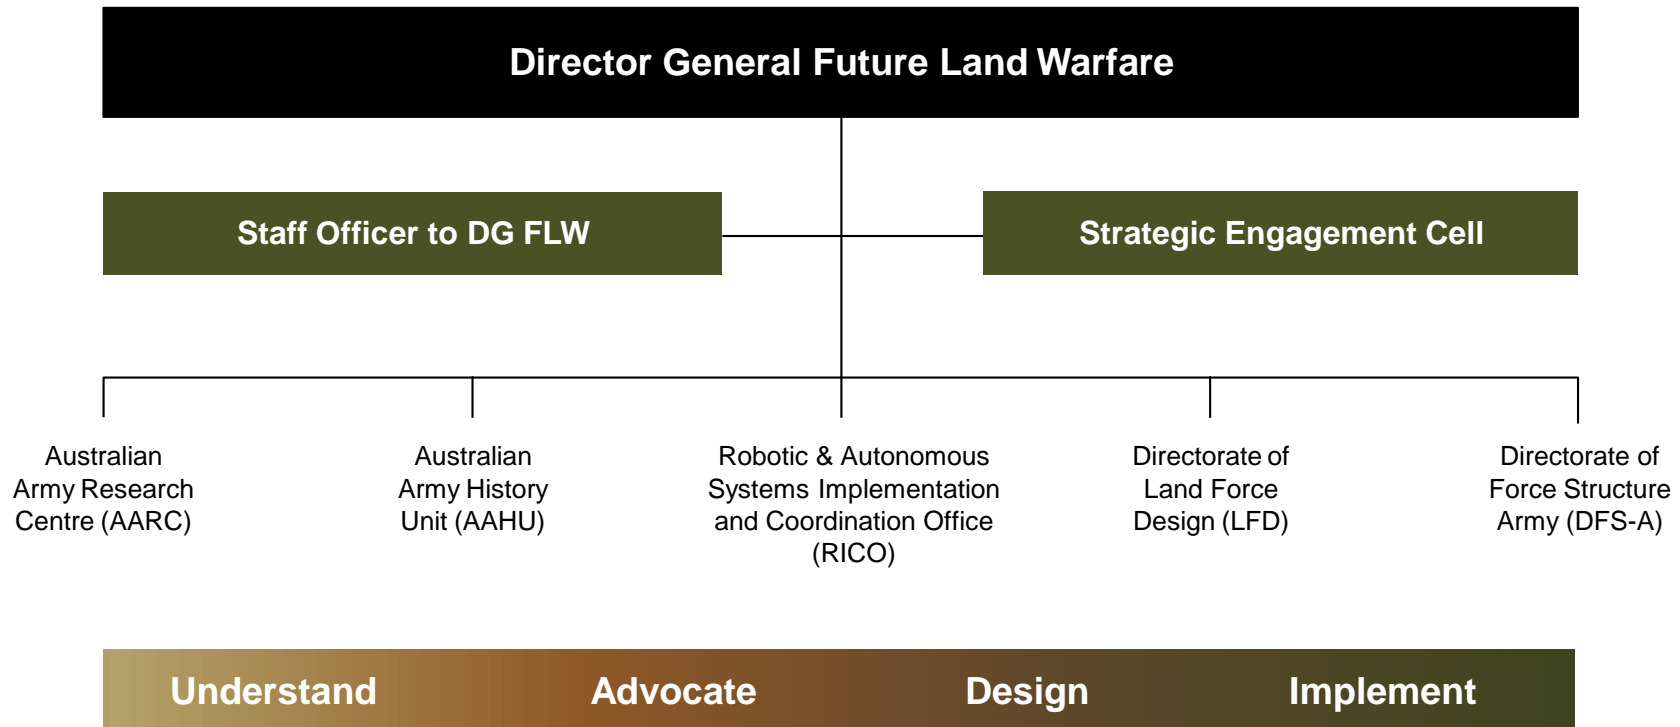 Director General Future Land Warfare
Staff Officer to DG FLW
Strategic Engagement Cell
Australian
Army Research
Centre (AARC)
Australian
Army History
Unit (AAHU)
Robotic & Autonomous
Systems Implementation
and Coordination Office
(RICO)
Directorate of
Land Force
Design (LFD)
Directorate of
Force Structure
Army (DFS-A)
Understand
Advocate
Design
Implement